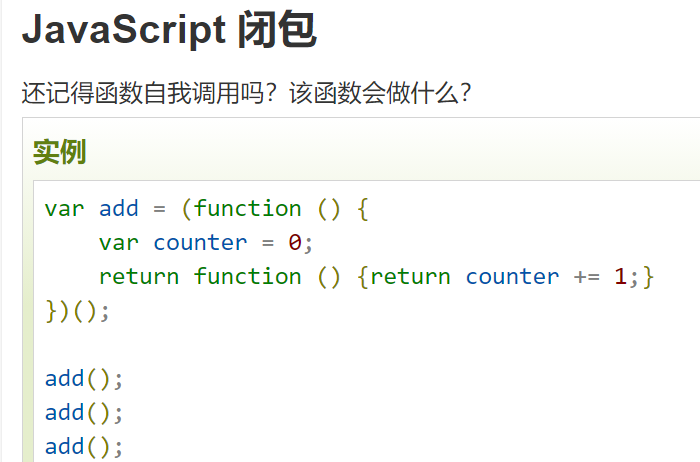 JavaScript 闭包
还记得函数自我调用吗？该函数会做什么？
实例
var add = (function () {
    var counter = 0;
    return function () {return counter += 1;}
})();
add();
add();
add();